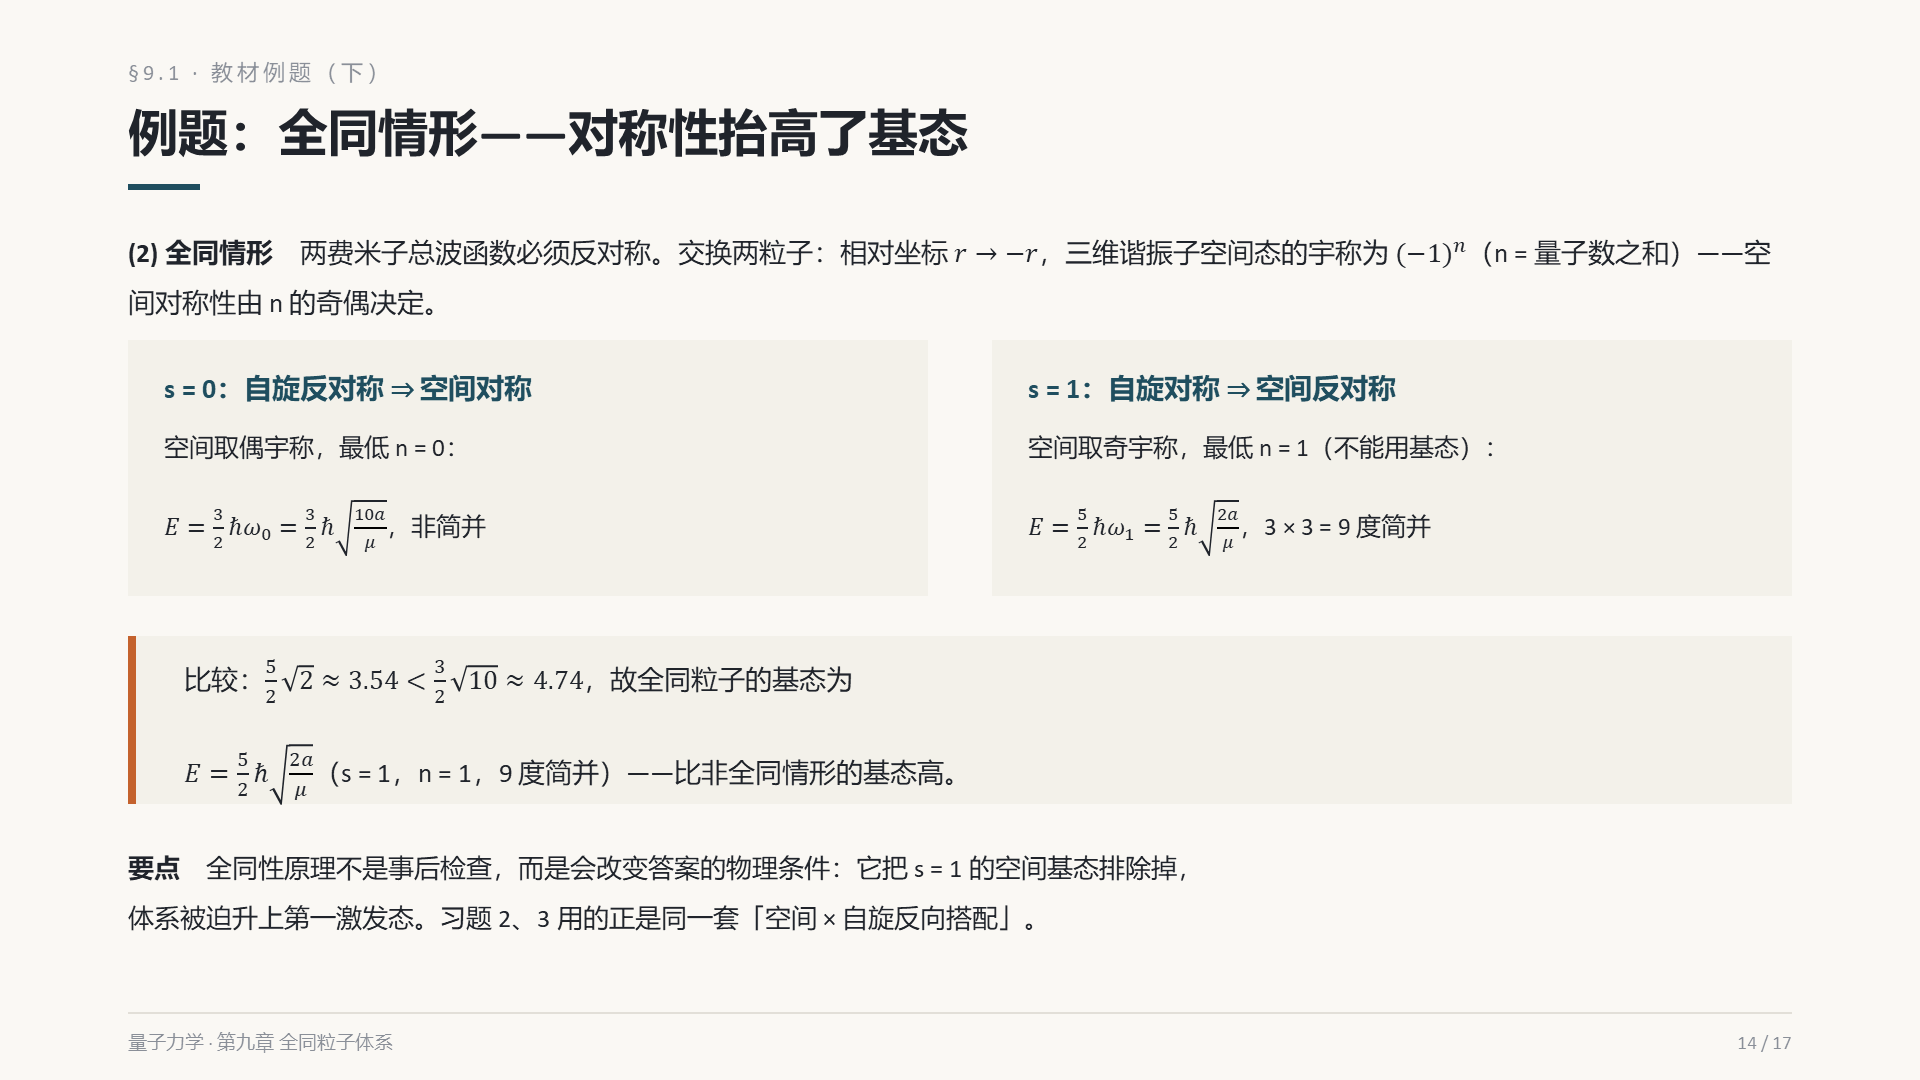 §9.1 · 教材例题（下）
例题：全同情形——对称性抬高了基态
(2) 全同情形　两费米子总波函数必须反对称。交换两粒子：相对坐标 r → −r，三维谐振子空间态的宇称为 (−1)^n（n = 量子数之和）——空
间对称性由 n 的奇偶决定。
s = 0：自旋反对称 ⇒ 空间对称
空间取偶宇称，最低 n = 0：
E = 3/2 ħω₀ = 3/2 ħ√(10a/μ)，非简并
s = 1：自旋对称 ⇒ 空间反对称
空间取奇宇称，最低 n = 1（不能用基态）：
E = 5/2 ħω₁ = 5/2 ħ√(2a/μ)，3 × 3 = 9 度简并
比较：5/2 √2 ≈ 3.54 < 3/2 √10 ≈ 4.74，故全同粒子的基态为
E = 5/2 ħ√(2a/μ)（s = 1，n = 1，9 度简并）——比非全同情形的基态高。
要点　全同性原理不是事后检查，而是会改变答案的物理条件：它把 s = 1 的空间基态排除掉，
体系被迫升上第一激发态。习题 2、3 用的正是同一套「空间 × 自旋反向搭配」。
量子力学 · 第九章 全同粒子体系
14 / 17